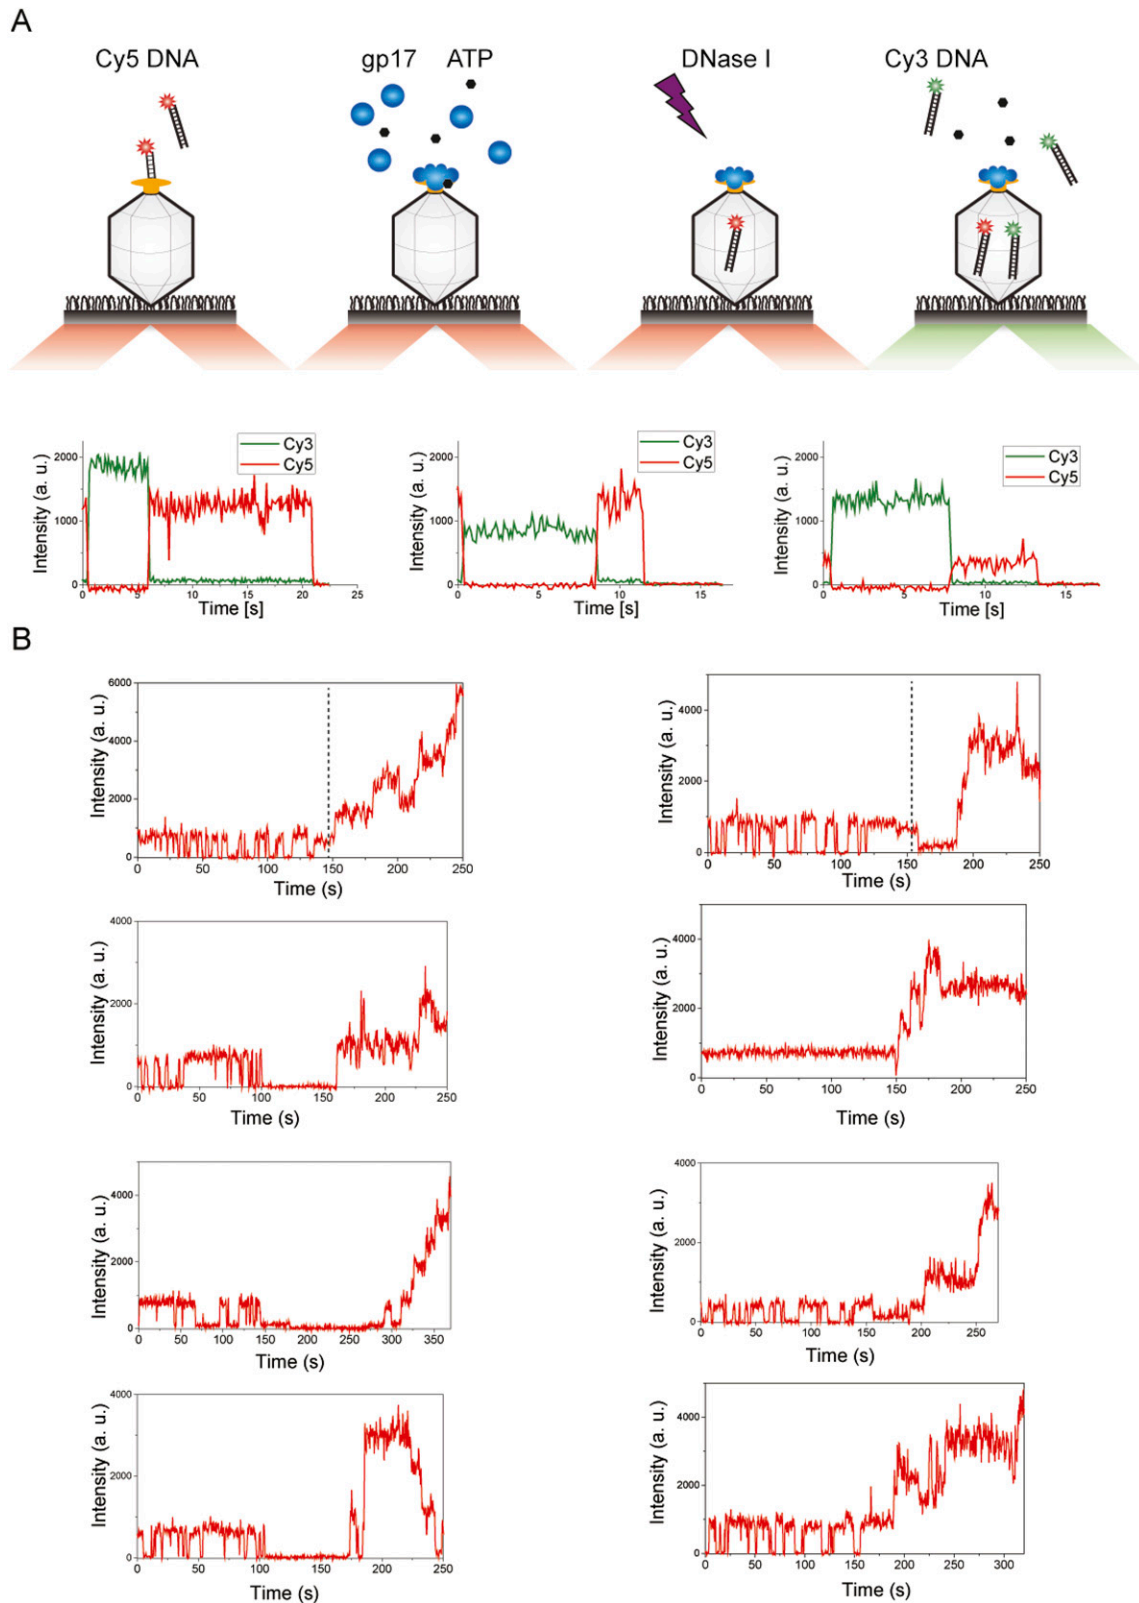 A
Cy5 DNA
gp17 ATP
DNase I
Cy3 DNA
Intensity (a. u.)
2000
1000
0
Cy3
Cy5
0 5 10 15 20 25
Time [s]
Intensity (a. u.)
2000
1000
0
Cy3
Cy5
0 5 10 15
Time [s]
Intensity (a. u.)
2000
1000
0
Cy3
Cy5
0 5 10 15
Time [s]
B
Intensity (a. u.)
6000
4000
2000
0
0 50 100 150 200 250
Time (s)
Intensity (a. u.)
4000
2000
0
0 50 100 150 200 250
Time (s)
Intensity (a. u.)
4000
2000
0
0 50 100 150 200 250
Time (s)
Intensity (a. u.)
4000
2000
0
0 50 100 150 200 250
Time (s)
Intensity (a. u.)
4000
2000
0
0 50 100 150 200 250 300 350
Time (s)
Intensity (a. u.)
4000
2000
0
0 50 100 150 200 250
Time (s)
Intensity (a. u.)
4000
2000
0
0 50 100 150 200 250
Time (s)
Intensity (a. u.)
4000
2000
0
0 50 100 150 200 250 300
Time (s)